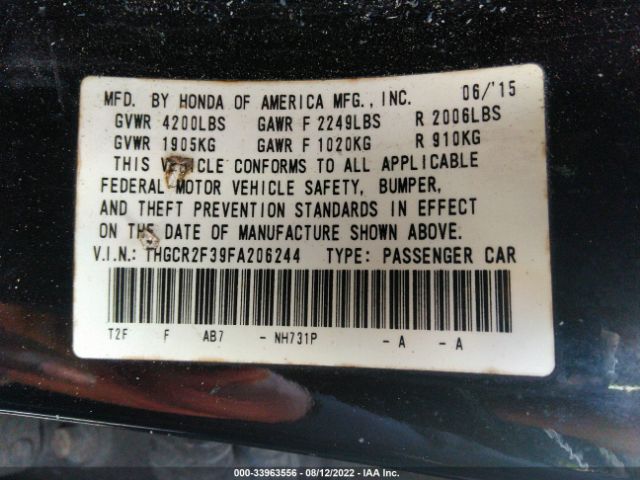 MFD. BY HONDA OF AMERICA MFG., INC. 06/'15
GVWR 4200LBS GAWR F 2249LBS R 2006LBS
GVWR 1905KG GAWR F 1020KG R 910KG
THIS VEHICLE CONFORMS TO ALL APPLICABLE
FEDERAL MOTOR VEHICLE SAFETY, BUMPER,
AND THEFT PREVENTION STANDARDS IN EFFECT
ON THE DATE OF MANUFACTURE SHOWN ABOVE.
V.I.N.: 1HGCR2F39FA206244 TYPE: PASSENGER CAR
T2F F AB7 - NH731P - A - A
000-33963556 - 08/12/2022 - IAA Inc.